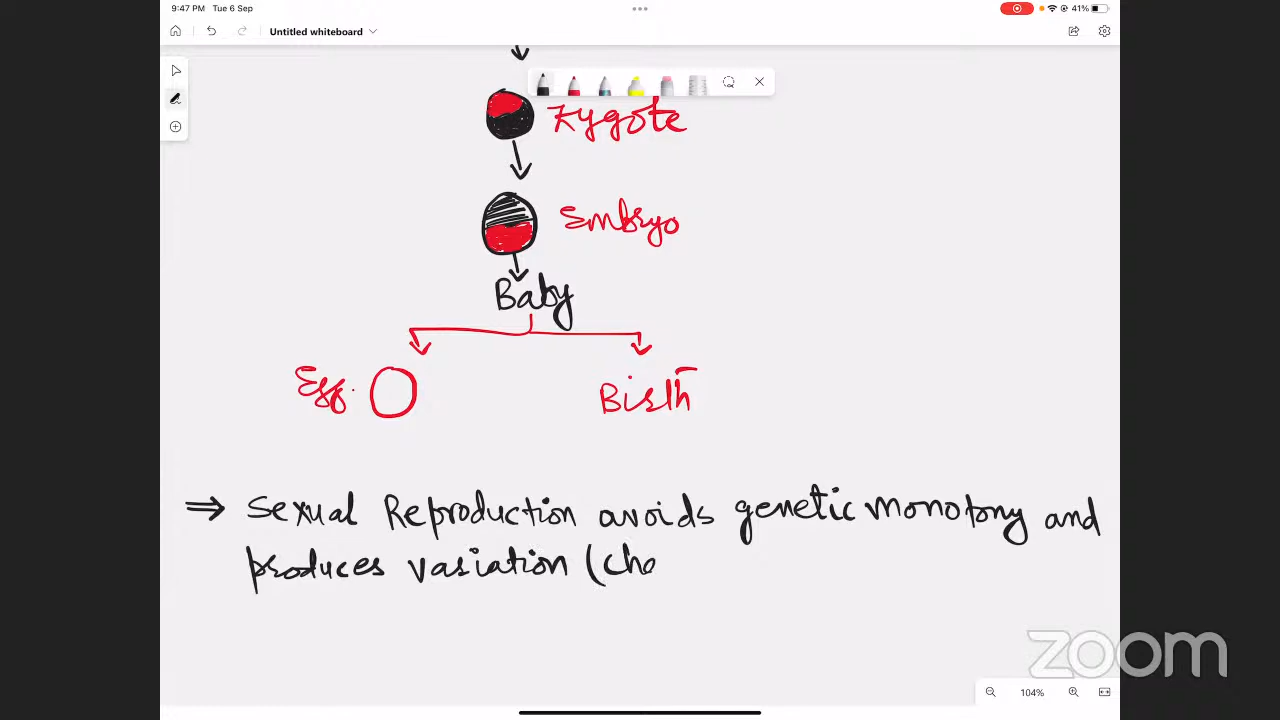 9:47 PM Tue 6 Sep
41%
Untitled whiteboard
Zygote
Embryo
Baby
Egg.
Birth
⇒ Sexual Reproduction avoids genetic monotony and
produces variation (che
zoom
104%